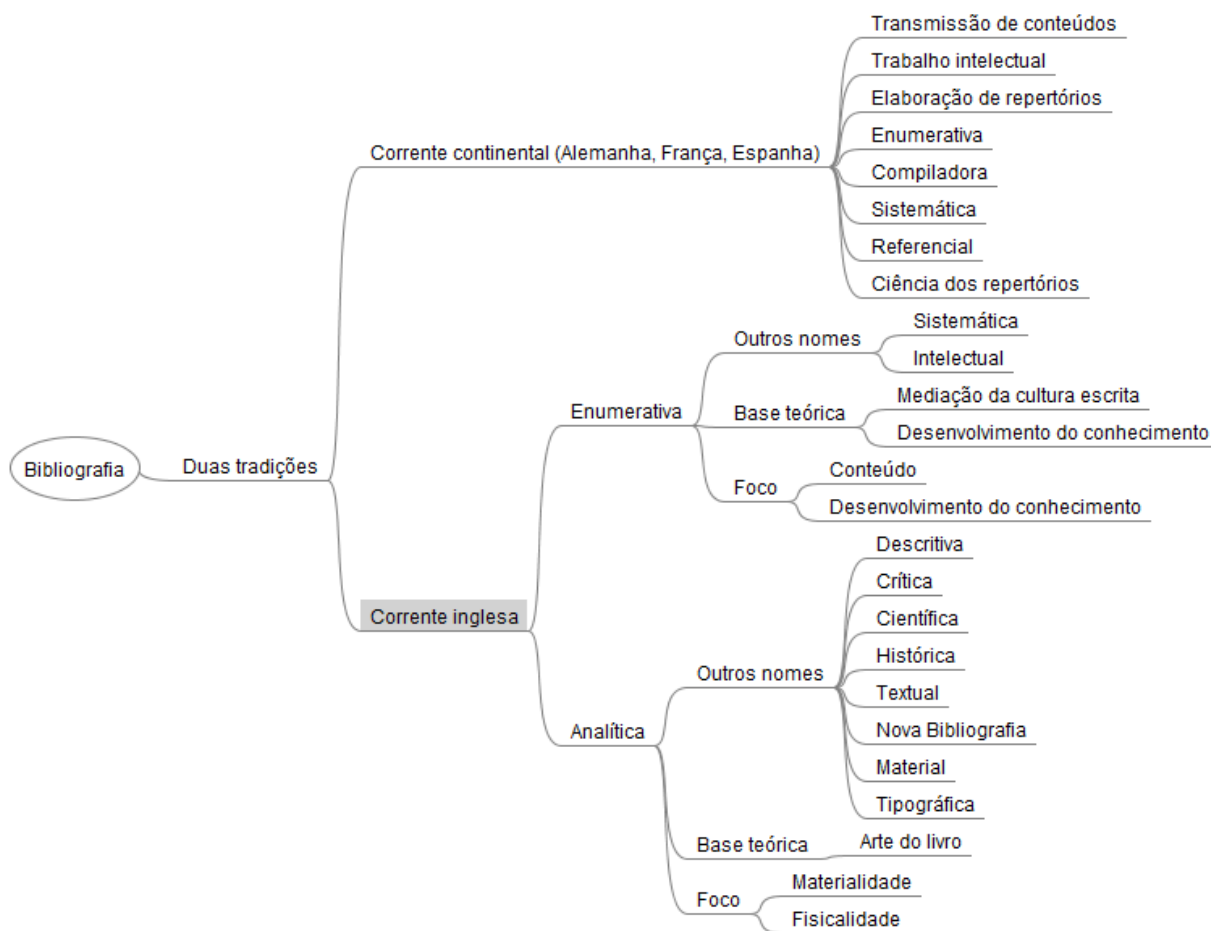 Bibliografia
Duas tradições
Corrente continental (Alemanha, França, Espanha)
Transmissão de conteúdos
Trabalho intelectual
Elaboração de repertórios
Enumerativa
Compiladora
Sistemática
Referencial
Ciência dos repertórios
Corrente inglesa
Enumerativa
Outros nomes
Sistemática
Intelectual
Base teórica
Mediação da cultura escrita
Desenvolvimento do conhecimento
Foco
Conteúdo
Desenvolvimento do conhecimento
Analítica
Outros nomes
Descritiva
Crítica
Científica
Histórica
Textual
Nova Bibliografia
Material
Tipográfica
Base teórica
Arte do livro
Foco
Materialidade
Fisicalidade